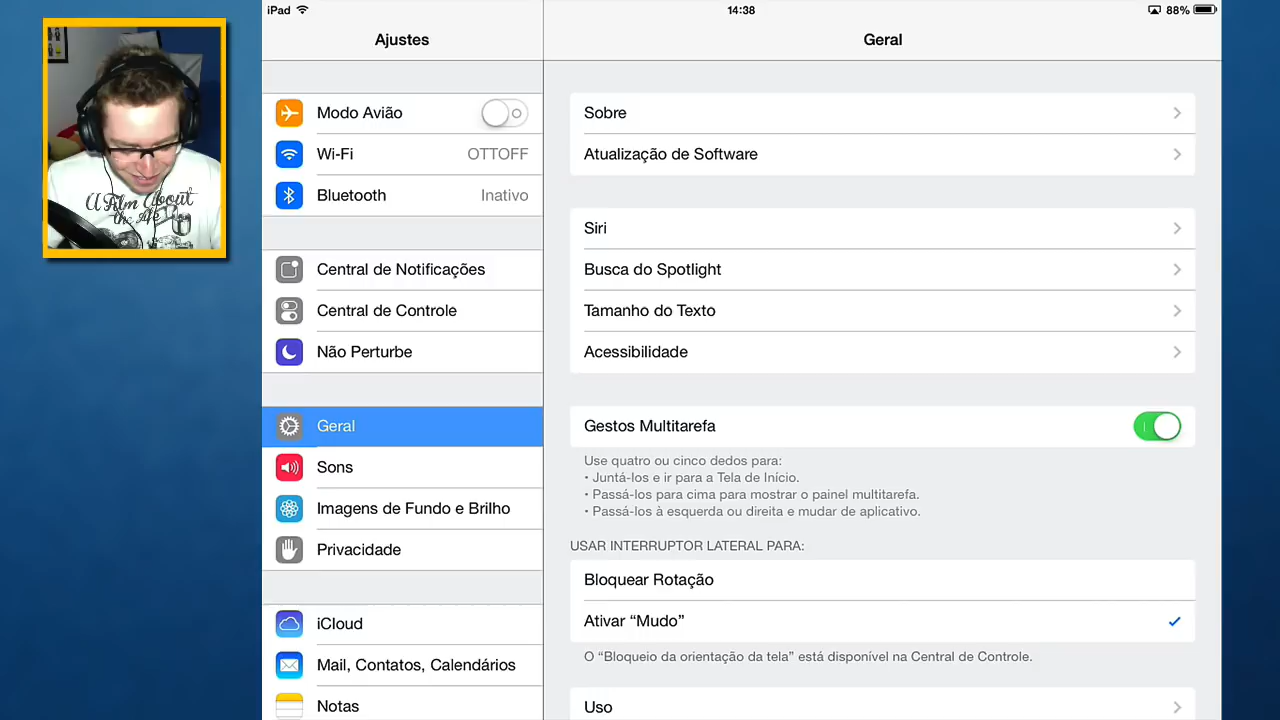 iPad
14:38
88%
Ajustes
Geral
Modo Avião
Wi-Fi OTTOFF
Bluetooth Inativo
Central de Notificações
Central de Controle
Não Perturbe
Geral
Sons
Imagens de Fundo e Brilho
Privacidade
iCloud
Mail, Contatos, Calendários
Notas
Sobre
Atualização de Software
Siri
Busca do Spotlight
Tamanho do Texto
Acessibilidade
Gestos Multitarefa
Use quatro ou cinco dedos para:
• Juntá-los e ir para a Tela de Início.
• Passá-los para cima para mostrar o painel multitarefa.
• Passá-los à esquerda ou direita e mudar de aplicativo.
USAR INTERRUPTOR LATERAL PARA:
Bloquear Rotação
Ativar “Mudo”
O “Bloqueio da orientação da tela” está disponível na Central de Controle.
Uso
A Film About
the